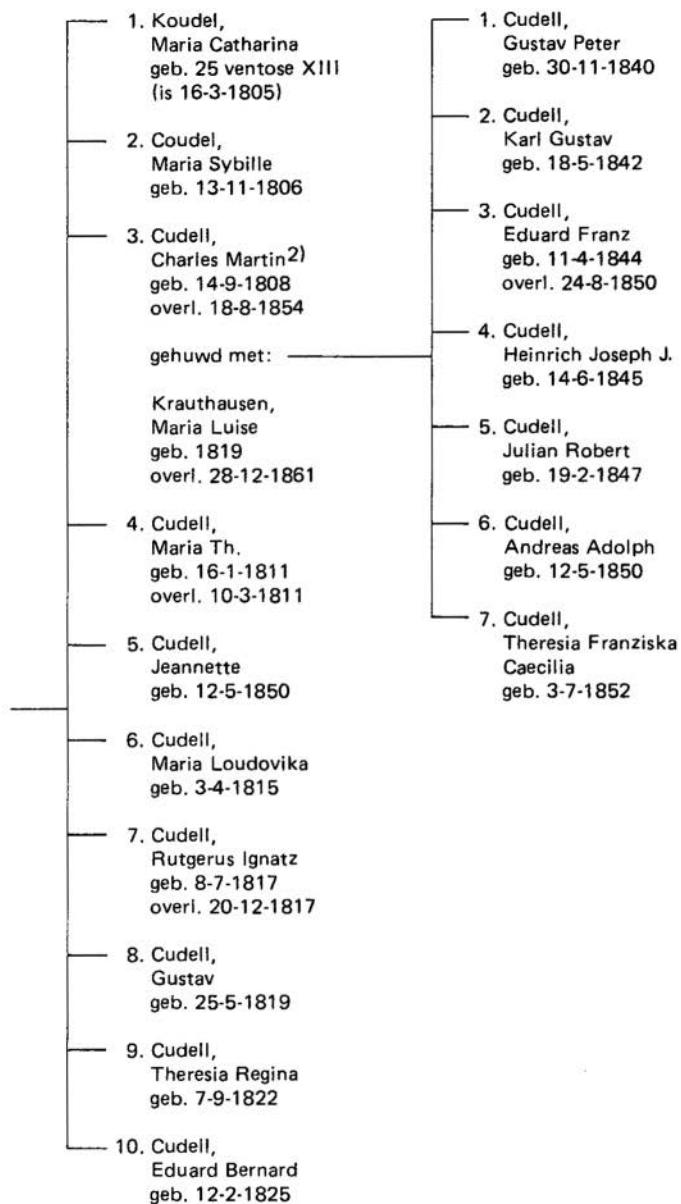 1. Koudel,
Maria Catharina
geb. 25 ventose XIII
(is 16-3-1805)
2. Coudel,
Maria Sybille
geb. 13-11-1806
3. Cudell,
Charles Martin2)
geb. 14-9-1808
overl. 18-8-1854
gehuwd met:
Krauthausen,
Maria Luise
geb. 1819
overl. 28-12-1861
4. Cudell,
Maria Th.
geb. 16-1-1811
overl. 10-3-1811
5. Cudell,
Jeannette
geb. 12-5-1850
6. Cudell,
Maria Loudovika
geb. 3-4-1815
7. Cudell,
Rutgerus Ignatz
geb. 8-7-1817
overl. 20-12-1817
8. Cudell,
Gustav
geb. 25-5-1819
9. Cudell,
Theresia Regina
geb. 7-9-1822
10. Cudell,
Eduard Bernard
geb. 12-2-1825
1. Cudell,
Gustav Peter
geb. 30-11-1840
2. Cudell,
Karl Gustav
geb. 18-5-1842
3. Cudell,
Eduard Franz
geb. 11-4-1844
overl. 24-8-1850
4. Cudell,
Heinrich Joseph J.
geb. 14-6-1845
5. Cudell,
Julian Robert
geb. 19-2-1847
6. Cudell,
Andreas Adolph
geb. 12-5-1850
7. Cudell,
Theresia Franziska
Caecilia
geb. 3-7-1852